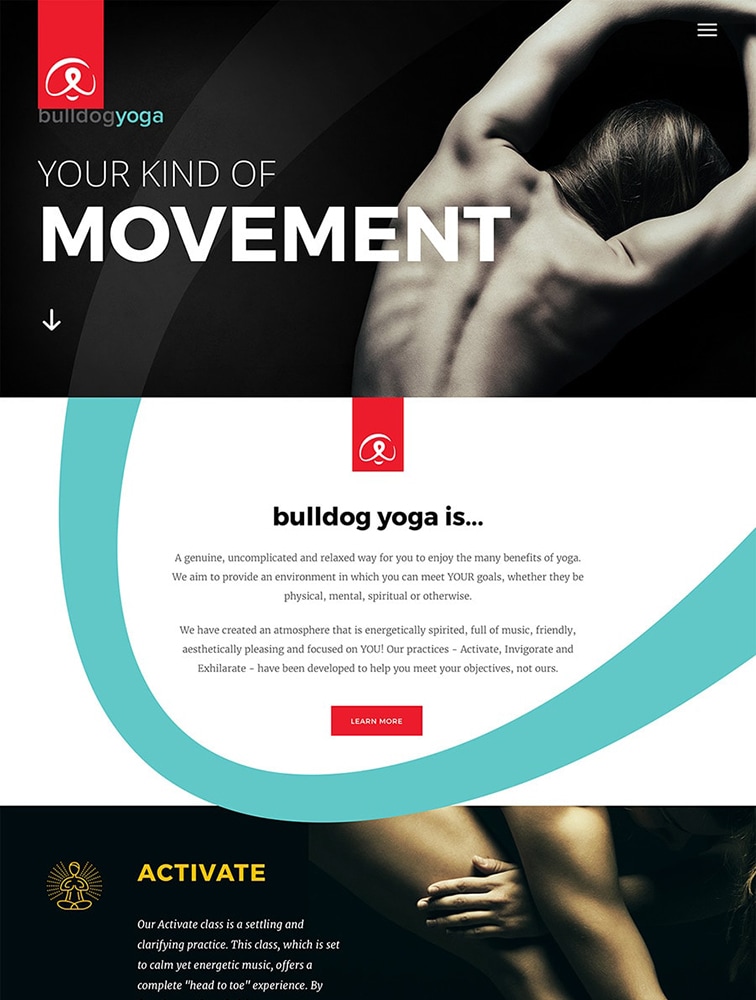 bulldogyoga
YOUR KIND OF
MOVEMENT
bulldog yoga is...
A genuine, uncomplicated and relaxed way for you to enjoy the many benefits of yoga.
We aim to provide an environment in which you can meet YOUR goals, whether they be
physical, mental, spiritual or otherwise.
We have created an atmosphere that is energetically spirited, full of music, friendly,
aesthetically pleasing and focused on YOU! Our practices - Activate, Invigorate and
Exhilarate - have been developed to help you meet your objectives, not ours.
LEARN MORE
ACTIVATE
Our Activate class is a settling and
clarifying practice. This class, which is set
to calm yet energetic music, offers a
complete "head to toe" experience. By